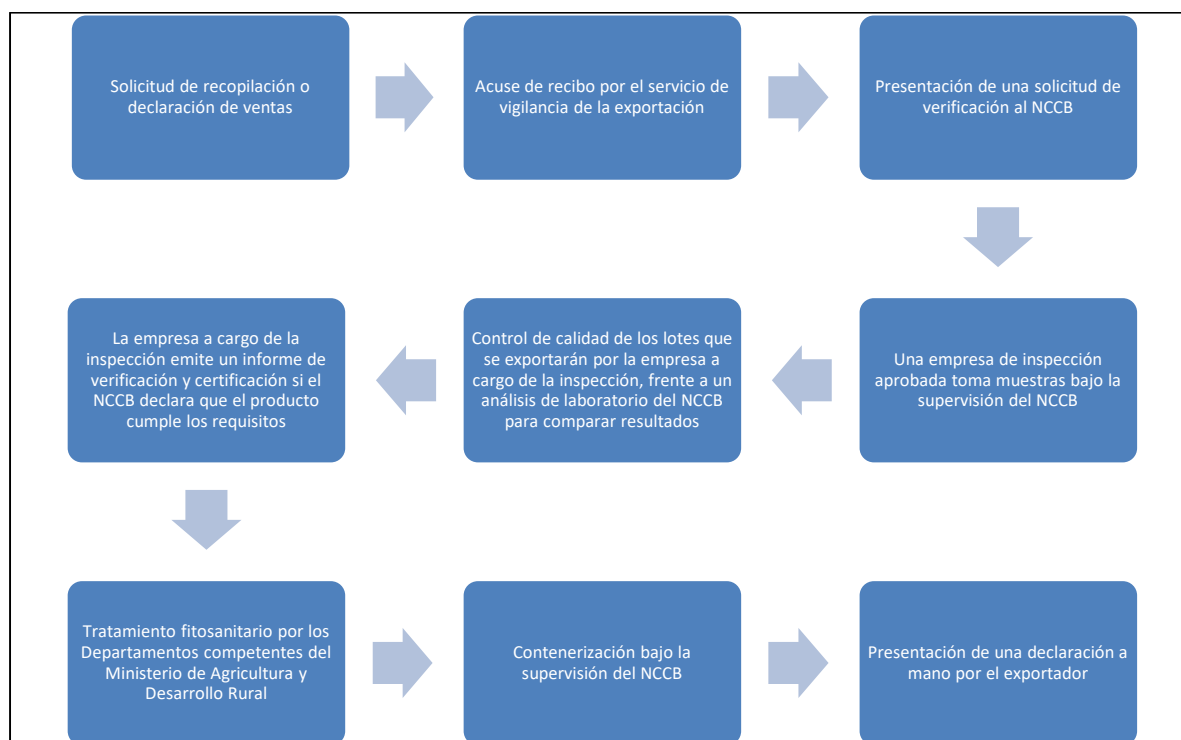 Solicitud de recopilación o
declaración de ventas
Acuse de recibo por el servicio de
vigilancia de la exportación
Presentación de una solicitud de
verificación al NCCB
Una empresa de inspección
aprobada toma muestras bajo la
supervisión del NCCB
Control de calidad de los lotes que
se exportarán por la empresa a
cargo de la inspección, frente a un
análisis de laboratorio del NCCB
para comparar resultados
La empresa a cargo de la
inspección emite un informe de
verificación y certificación si el
NCCB declara que el producto
cumple los requisitos
Tratamiento fitosanitario por los
Departamentos competentes del
Ministerio de Agricultura y
Desarrollo Rural
Contenerización bajo la
supervisión del NCCB
Presentación de una declaración a
mano por el exportador